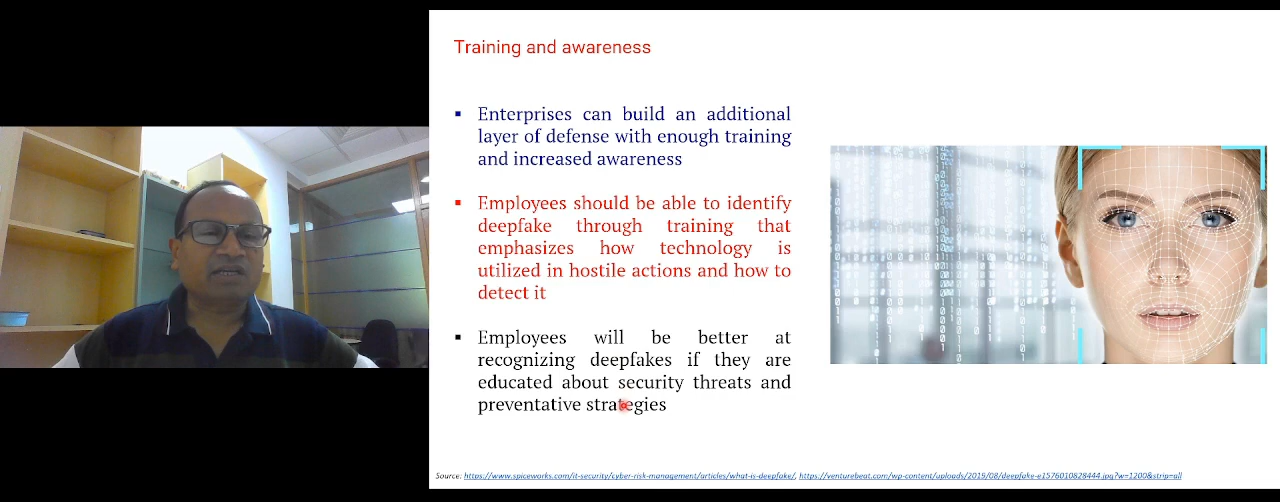 Training and awareness
▪ Enterprises can build an additional
layer of defense with enough training
and increased awareness
▪ Employees should be able to identify
deepfake through training that
emphasizes how technology is
utilized in hostile actions and how to
detect it
▪ Employees will be better at
recognizing deepfakes if they are
educated about security threats and
preventative strategies
Source: https://www.spiceworks.com/it-security/cyber-risk-management/articles/what-is-deepfake/, https://venturebeat.com/wp-content/uploads/2019/08/deepfake-e1576010828444.jpg?w=1200&strip=all